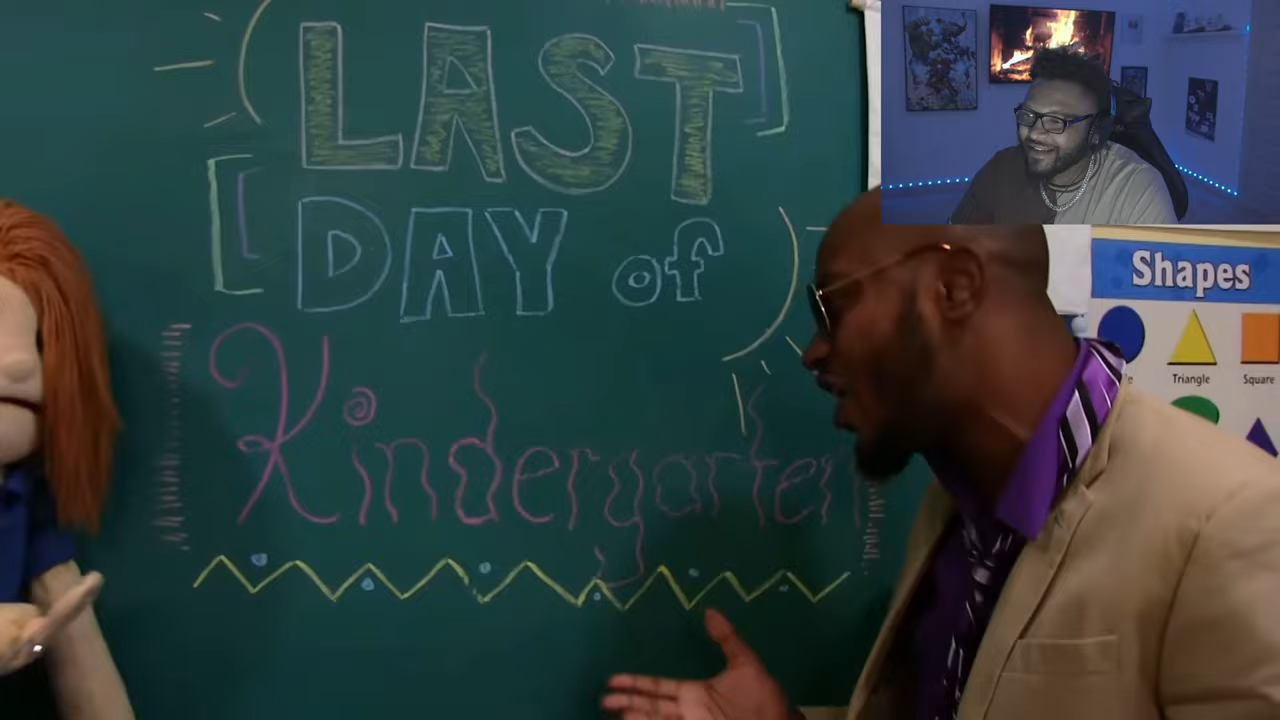 LAST
DAY of
Kindergarten
Shapes
Triangle
Square